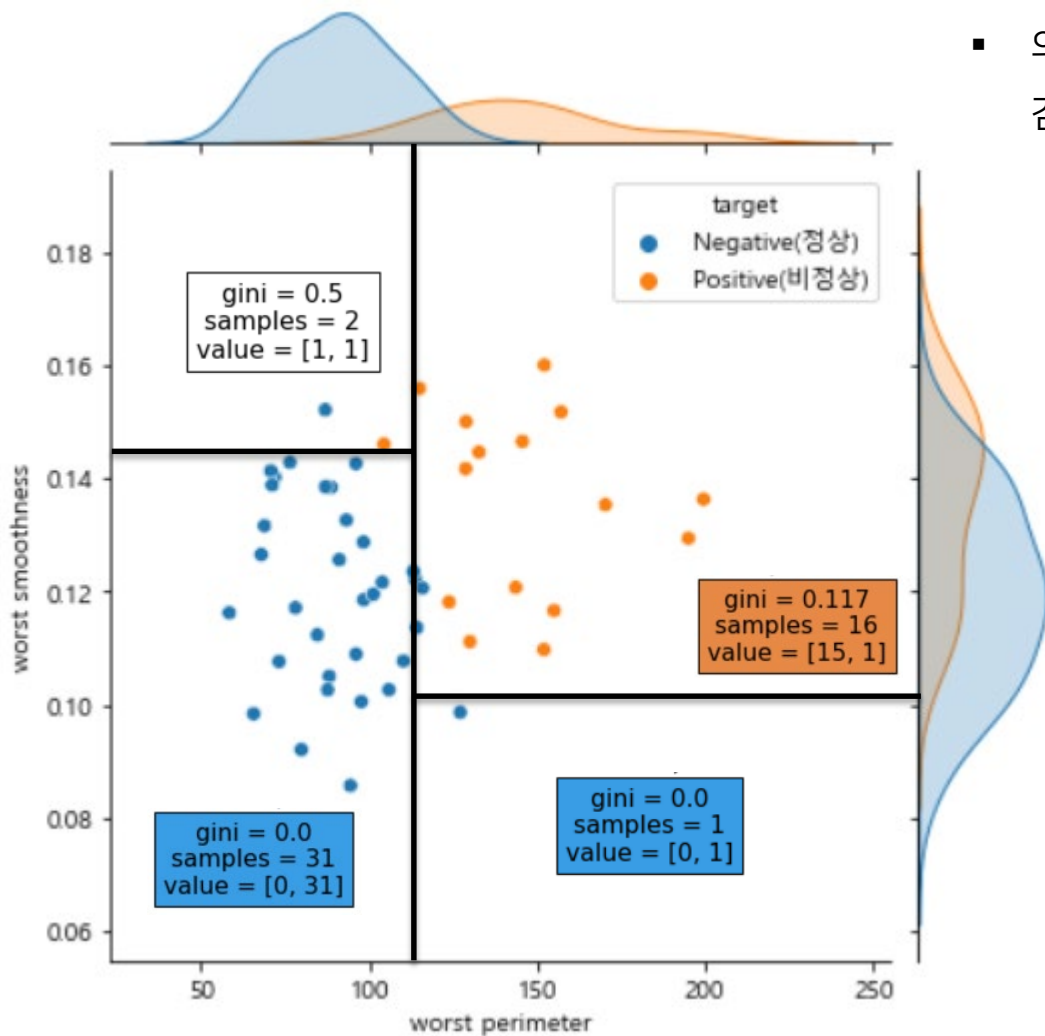 ▪
target
Negative(정상)
Positive(비정상)
0.18
0.16
0.14
0.12
0.10
0.08
0.06
worst smoothness
gini = 0.5
samples = 2
value = [1, 1]
gini = 0.117
samples = 16
value = [15, 1]
gini = 0.0
samples = 31
value = [0, 31]
gini = 0.0
samples = 1
value = [0, 1]
50
100
150
200
250
worst perimeter